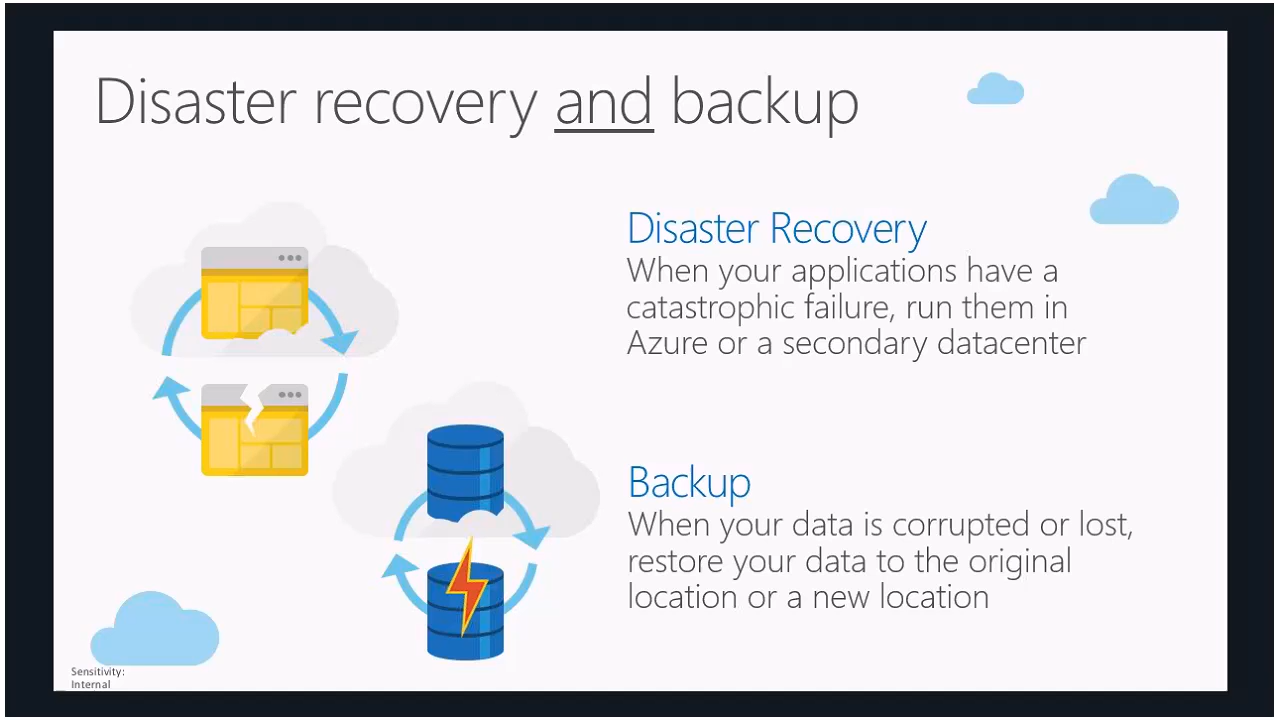 Disaster recovery and backup
Disaster Recovery
When your applications have a
catastrophic failure, run them in
Azure or a secondary datacenter
Backup
When your data is corrupted or lost,
restore your data to the original
location or a new location
Sensitivity:
Internal